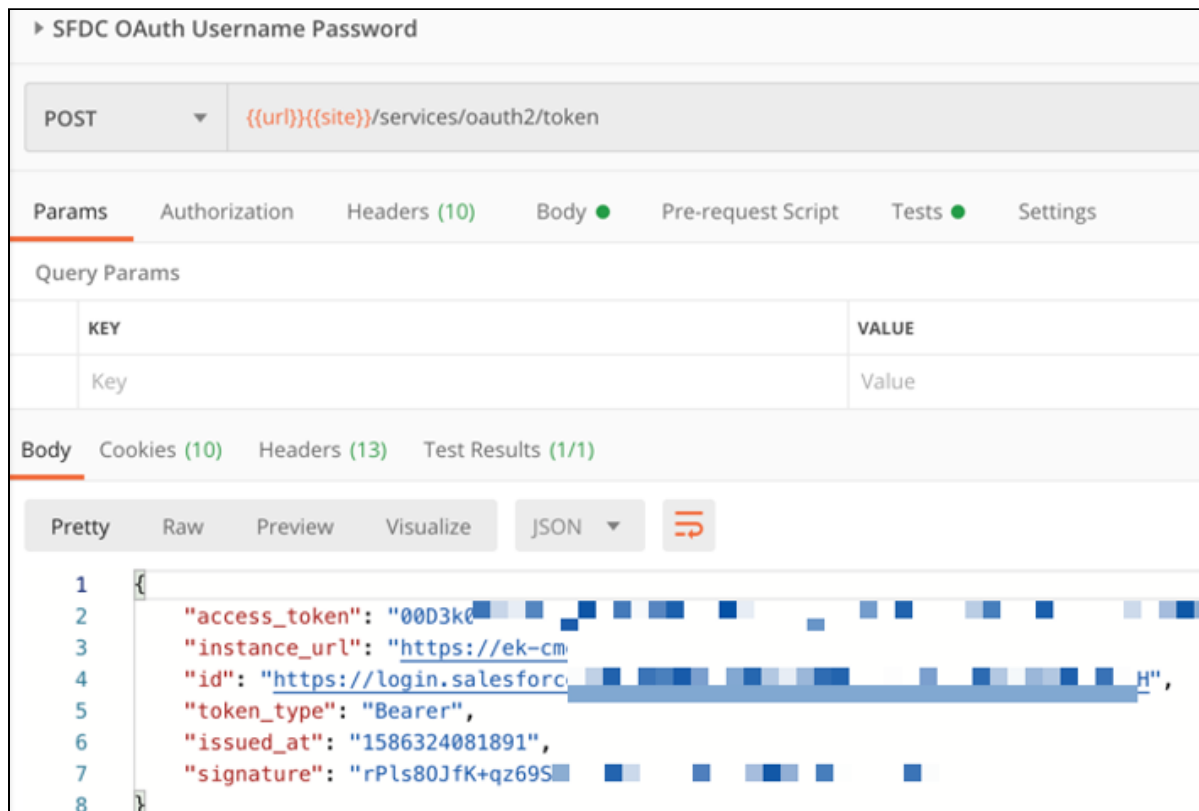 SFDC OAuth Username Password
POST {{url}}{{site}}/services/oauth2/token
Params Authorization Headers (10) Body Pre-request Script Tests Settings
Query Params
KEY VALUE
Key Value
Body Cookies (10) Headers (13) Test Results (1/1)
Pretty Raw Preview Visualize JSON
1 {
2 "access_token": "00D3k0
3 "instance_url": "https://ek-cm
4 "id": "https://login.salesforc H",
5 "token_type": "Bearer",
6 "issued_at": "1586324081891",
7 "signature": "rPls8OJfK+qz69S
8 }